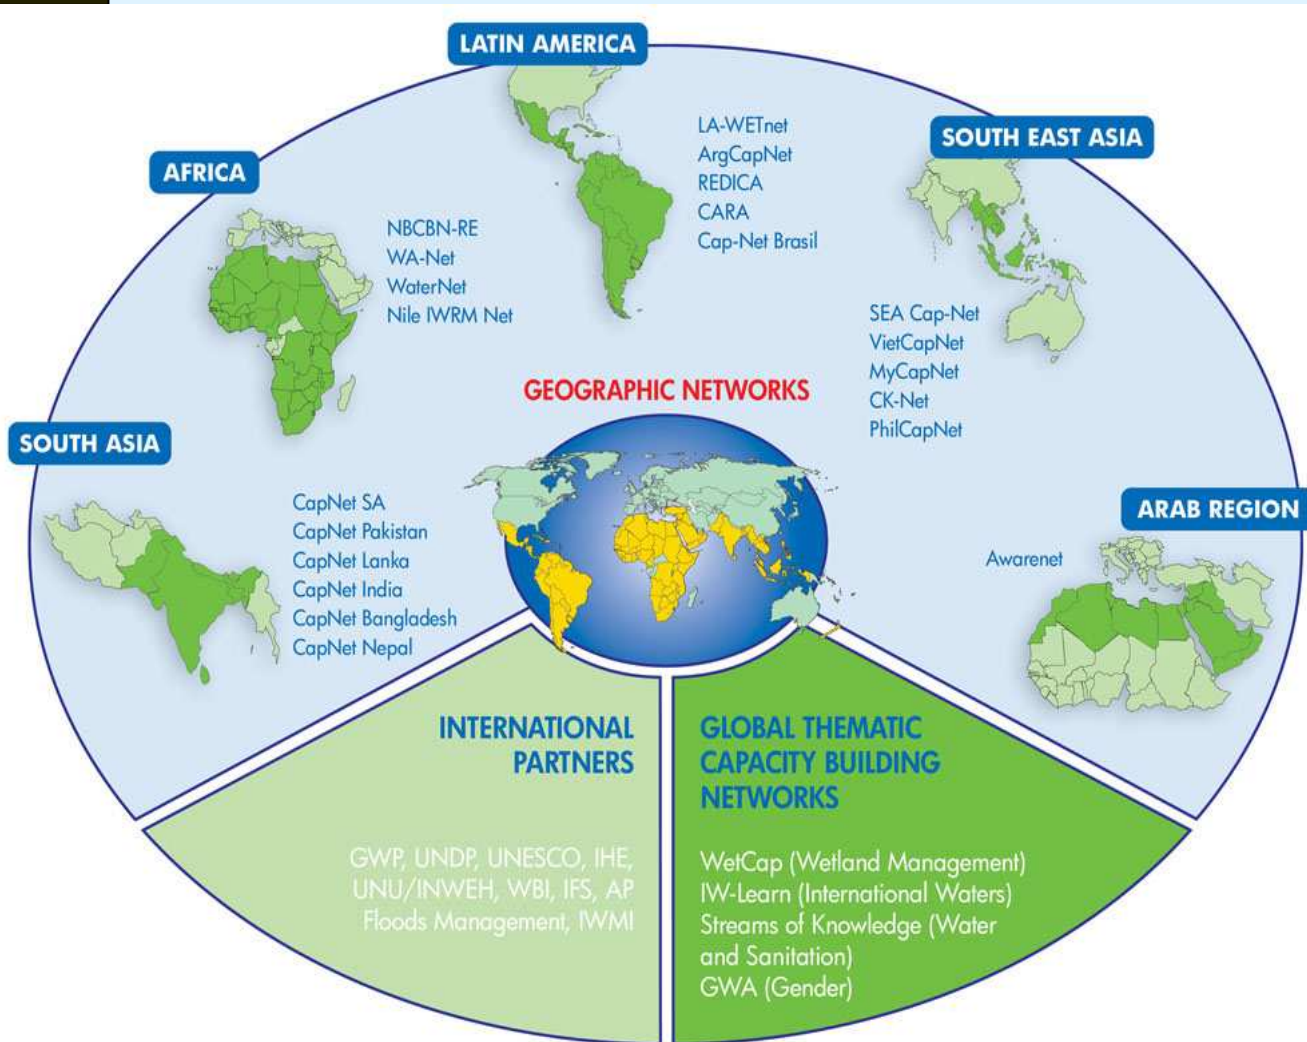 LATIN AMERICA
LA-WETnet
ArgCapNet
REDICA
CARA
Cap-Net Brasil
SOUTH EAST ASIA
SEA Cap-Net
VietCapNet
MyCapNet
CK-Net
PhilCapNet
AFRICA
NBCBN-RE
WA-Net
WaterNet
Nile IWRM Net
GEOGRAPHIC NETWORKS
SOUTH ASIA
CapNet SA
CapNet Pakistan
CapNet Lanka
CapNet India
CapNet Bangladesh
CapNet Nepal
ARAB REGION
Awarenet
INTERNATIONAL
PARTNERS
GWP, UNDP, UNESCO, IHE,
UNU/INWEH, WBI, IFS, AP
Floods Management, IWMI
GLOBAL THEMATIC
CAPACITY BUILDING
NETWORKS
WetCap (Wetland Management)
IW-Learn (International Waters)
Streams of Knowledge (Water
and Sanitation)
GWA (Gender)